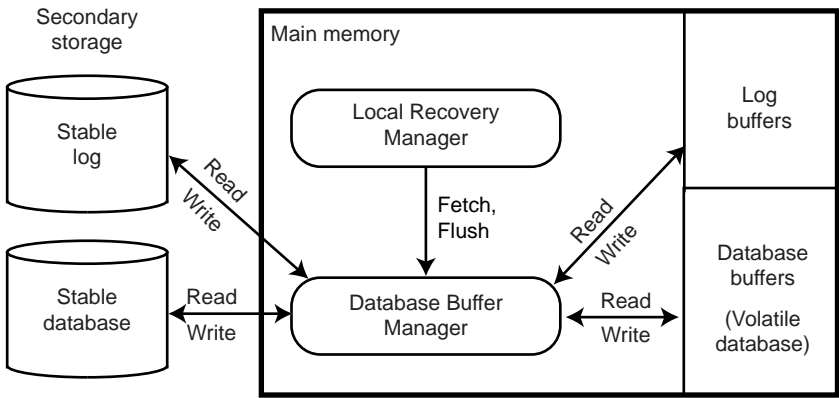 Secondary
storage
Main memory
Stable
log
Local Recovery
Manager
Log
buffers
Read
Write
Fetch,
Flush
Read
Write
Stable
database
Read
Write
Database Buffer
Manager
Read
Write
Database
buffers
(Volatile
database)